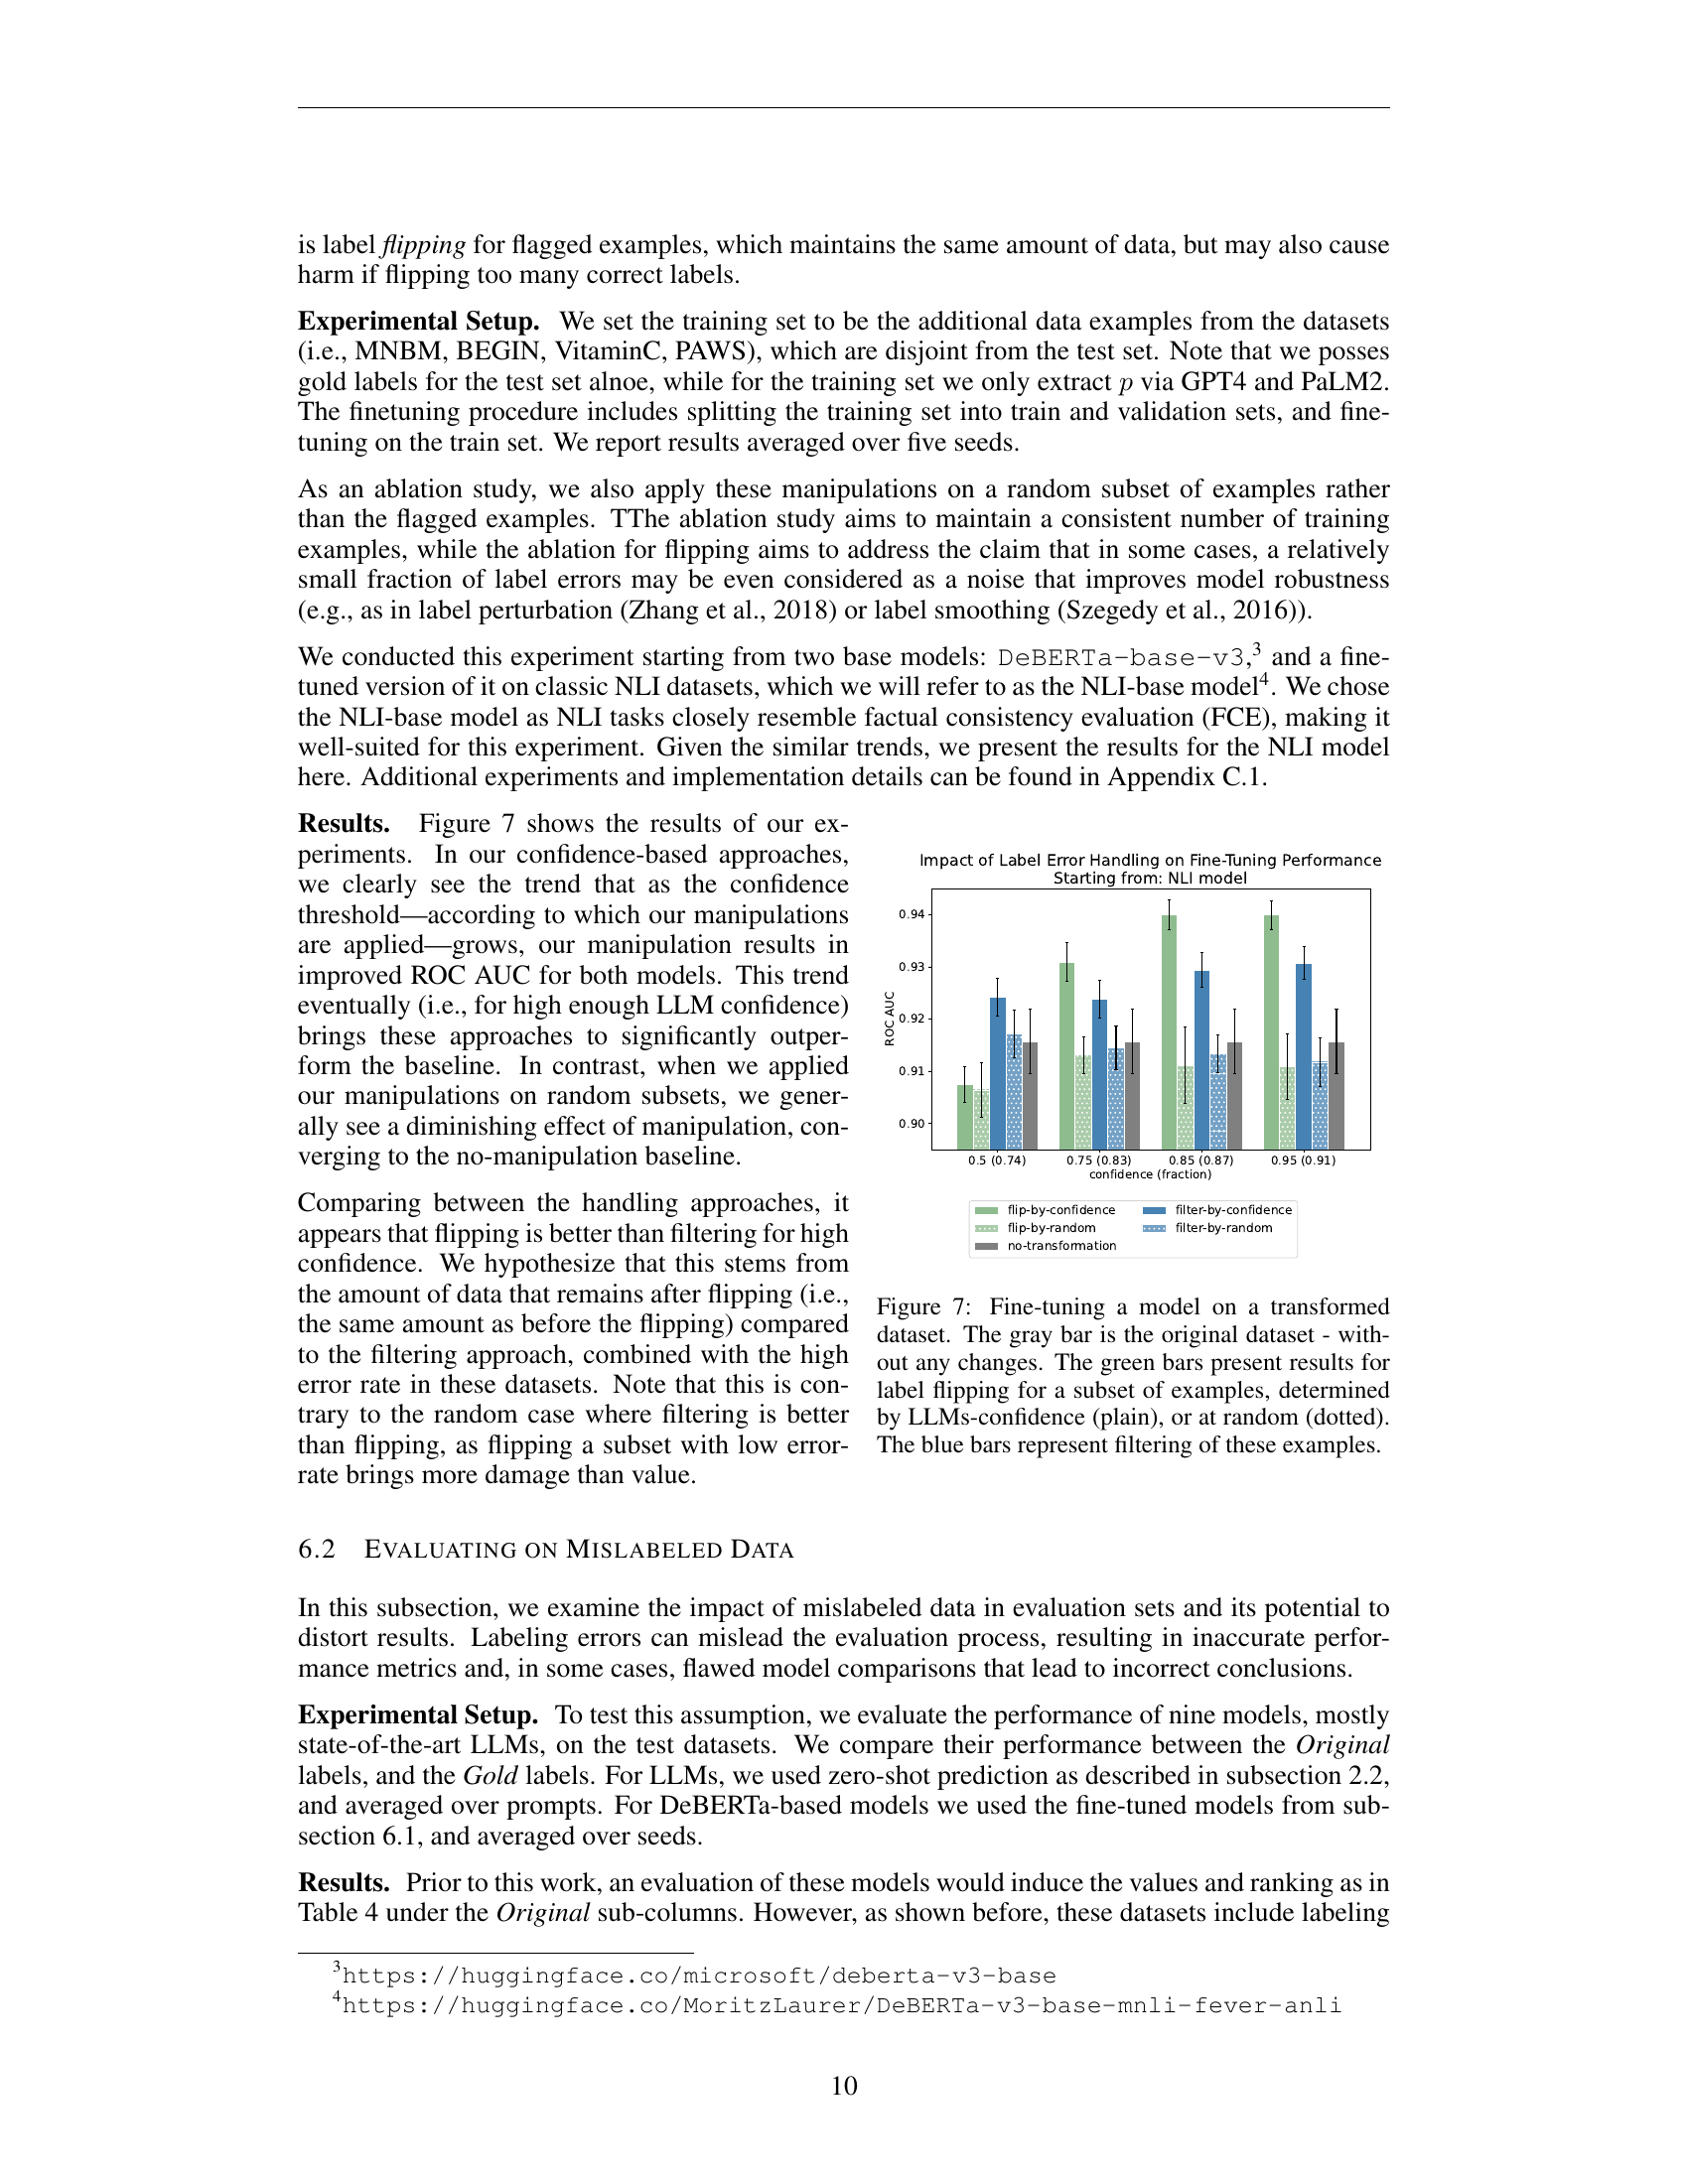 is label flipping for flagged examples, which maintains the same amount of data, but may also cause
harm if flipping too many correct labels.
Experimental Setup. We set the training set to be the additional data examples from the datasets
(i.e., MNBM, BEGIN, VitaminC, PAWS), which are disjoint from the test set. Note that we posses
gold labels for the test set alnoe, while for the training set we only extract p via GPT4 and PaLM2.
The finetuning procedure includes splitting the training set into train and validation sets, and fine-
tuning on the train set. We report results averaged over five seeds.
As an ablation study, we also apply these manipulations on a random subset of examples rather
than the flagged examples. TThe ablation study aims to maintain a consistent number of training
examples, while the ablation for flipping aims to address the claim that in some cases, a relatively
small fraction of label errors may be even considered as a noise that improves model robustness
(e.g., as in label perturbation (Zhang et al., 2018) or label smoothing (Szegedy et al., 2016)).
We conducted this experiment starting from two base models: DeBERTa-base-v3,3 and a fine-
tuned version of it on classic NLI datasets, which we will refer to as the NLI-base model4. We chose
the NLI-base model as NLI tasks closely resemble factual consistency evaluation (FCE), making it
well-suited for this experiment. Given the similar trends, we present the results for the NLI model
here. Additional experiments and implementation details can be found in Appendix C.1.
Results. Figure 7 shows the results of our ex-
periments. In our confidence-based approaches,
we clearly see the trend that as the confidence
threshold—according to which our manipulations
are applied—grows, our manipulation results in
improved ROC AUC for both models. This trend
eventually (i.e., for high enough LLM confidence)
brings these approaches to significantly outper-
form the baseline. In contrast, when we applied
our manipulations on random subsets, we gener-
ally see a diminishing effect of manipulation, con-
verging to the no-manipulation baseline.
Comparing between the handling approaches, it
appears that flipping is better than filtering for high
confidence. We hypothesize that this stems from
the amount of data that remains after flipping (i.e.,
the same amount as before the flipping) compared
to the filtering approach, combined with the high
error rate in these datasets. Note that this is con-
trary to the random case where filtering is better
than flipping, as flipping a subset with low error-
rate brings more damage than value.
Impact of Label Error Handling on Fine-Tuning Performance
Starting from: NLI model
0.94
0.93
0.92
0.91
0.90
ROC AUC
0.5 (0.74) 0.75 (0.83) 0.85 (0.87) 0.95 (0.91)
confidence (fraction)
flip-by-confidence filter-by-confidence
flip-by-random filter-by-random
no-transformation
Figure 7: Fine-tuning a model on a transformed
dataset. The gray bar is the original dataset - with-
out any changes. The green bars present results for
label flipping for a subset of examples, determined
by LLMs-confidence (plain), or at random (dotted).
The blue bars represent filtering of these examples.
6.2 EVALUATING ON MISLABELED DATA
In this subsection, we examine the impact of mislabeled data in evaluation sets and its potential to
distort results. Labeling errors can mislead the evaluation process, resulting in inaccurate perfor-
mance metrics and, in some cases, flawed model comparisons that lead to incorrect conclusions.
Experimental Setup. To test this assumption, we evaluate the performance of nine models, mostly
state-of-the-art LLMs, on the test datasets. We compare their performance between the Original
labels, and the Gold labels. For LLMs, we used zero-shot prediction as described in subsection 2.2,
and averaged over prompts. For DeBERTa-based models we used the fine-tuned models from sub-
section 6.1, and averaged over seeds.
Results. Prior to this work, an evaluation of these models would induce the values and ranking as in
Table 4 under the Original sub-columns. However, as shown before, these datasets include labeling
3https://huggingface.co/microsoft/deberta-v3-base
4https://huggingface.co/MoritzLaurer/DeBERTa-v3-base-mnli-fever-anli
10